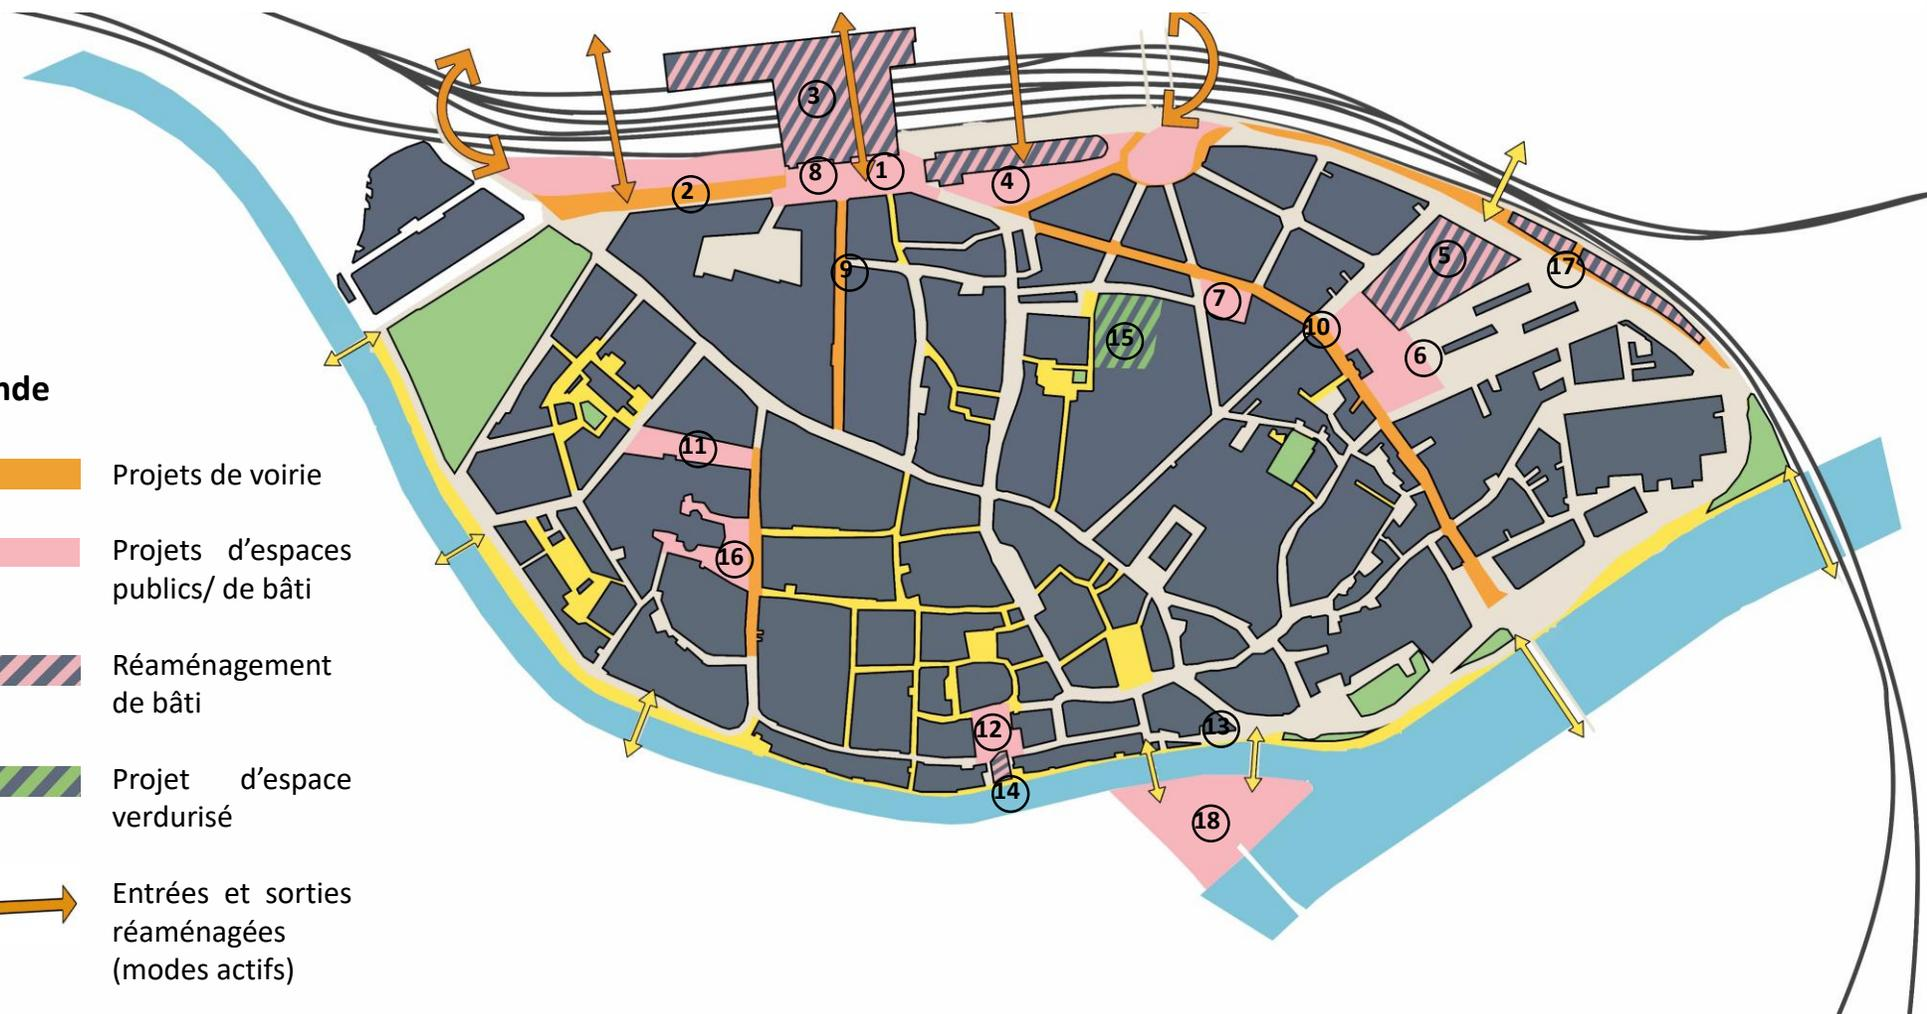 nde
Projets de voirie
Projets d’espaces
publics/ de bâti
Réaménagement
de bâti
Projet d’espace
verdurisé
Entrées et sorties
réaménagées
(modes actifs)
3
8
1
2
4
5
17
9
7
10
15
6
11
16
12
13
14
18